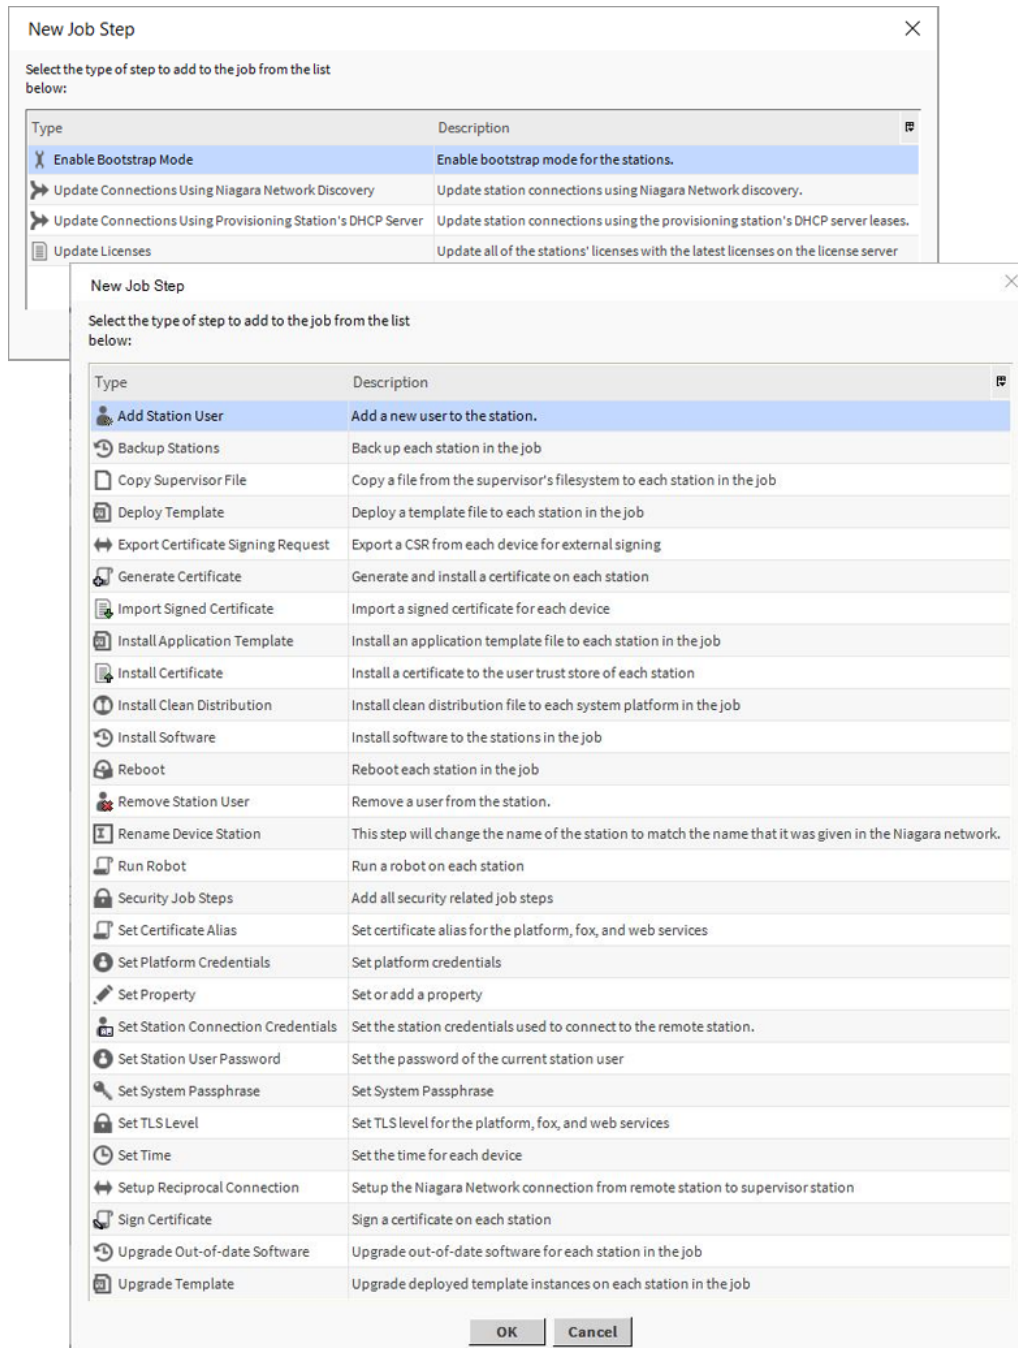 New Job Step
Select the type of step to add to the job from the list
below:
Type Description
Enable Bootstrap Mode Enable bootstrap mode for the stations.
Update Connections Using Niagara Network Discovery Update station connections using Niagara Network discovery.
Update Connections Using Provisioning Station's DHCP Server Update station connections using the provisioning station's DHCP server leases.
Update Licenses Update all of the stations' licenses with the latest licenses on the license server
New Job Step
Select the type of step to add to the job from the list
below:
Type Description
Add Station User Add a new user to the station.
Backup Stations Back up each station in the job
Copy Supervisor File Copy a file from the supervisor's filesystem to each station in the job
Deploy Template Deploy a template file to each station in the job
Export Certificate Signing Request Export a CSR from each device for external signing
Generate Certificate Generate and install a certificate on each station
Import Signed Certificate Import a signed certificate for each device
Install Application Template Install an application template file to each station in the job
Install Certificate Install a certificate to the user trust store of each station
Install Clean Distribution Install clean distribution file to each system platform in the job
Install Software Install software to the stations in the job
Reboot Reboot each station in the job
Remove Station User Remove a user from the station.
Rename Device Station This step will change the name of the station to match the name that it was given in the Niagara network.
Run Robot Run a robot on each station
Security Job Steps Add all security related job steps
Set Certificate Alias Set certificate alias for the platform, fox, and web services
Set Platform Credentials Set platform credentials
Set Property Set or add a property
Set Station Connection Credentials Set the station credentials used to connect to the remote station.
Set Station User Password Set the password of the current station user
Set System Passphrase Set System Passphrase
Set TLS Level Set TLS level for the platform, fox, and web services
Set Time Set the time for each device
Setup Reciprocal Connection Setup the Niagara Network connection from remote station to supervisor station
Sign Certificate Sign a certificate on each station
Upgrade Out-of-date Software Upgrade out-of-date software for each station in the job
Upgrade Template Upgrade deployed template instances on each station in the job
OK Cancel